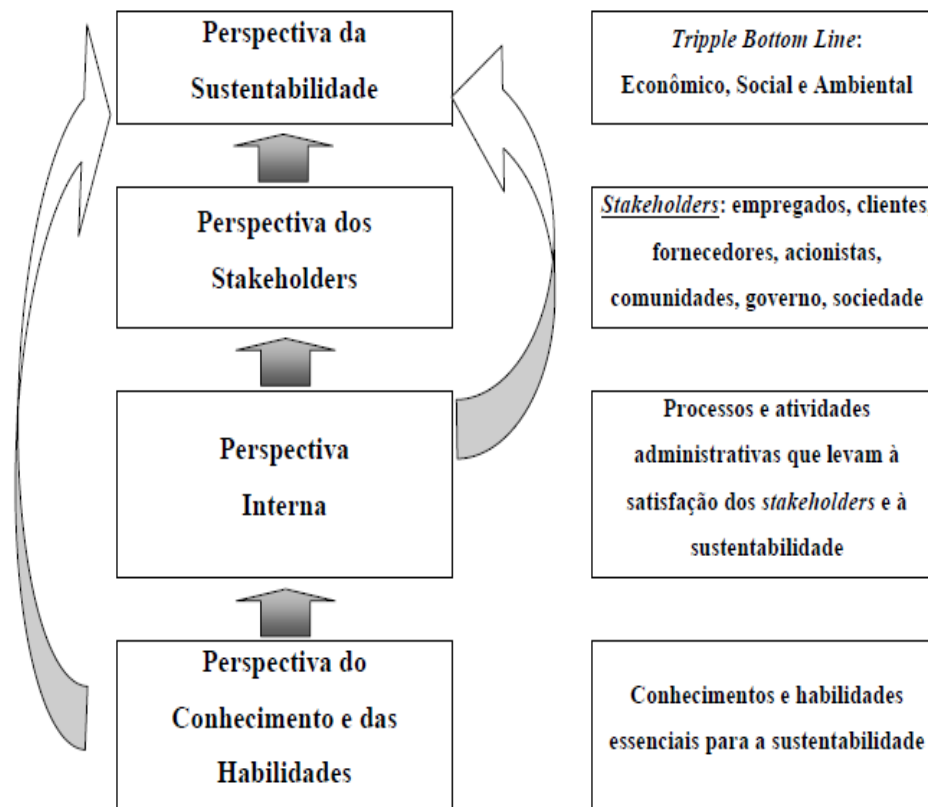 Perspectiva da
Sustentabilidade
Tripple Bottom Line:
Econômico, Social e Ambiental
Perspectiva dos
Stakeholders
Stakeholders: empregados, clientes,
fornecedores, acionistas,
comunidades, governo, sociedade
Perspectiva
Interna
Processos e atividades
administrativas que levam à
satisfação dos stakeholders e à
sustentabilidade
Perspectiva do
Conhecimento e das
Habilidades
Conhecimentos e habilidades
essenciais para a sustentabilidade